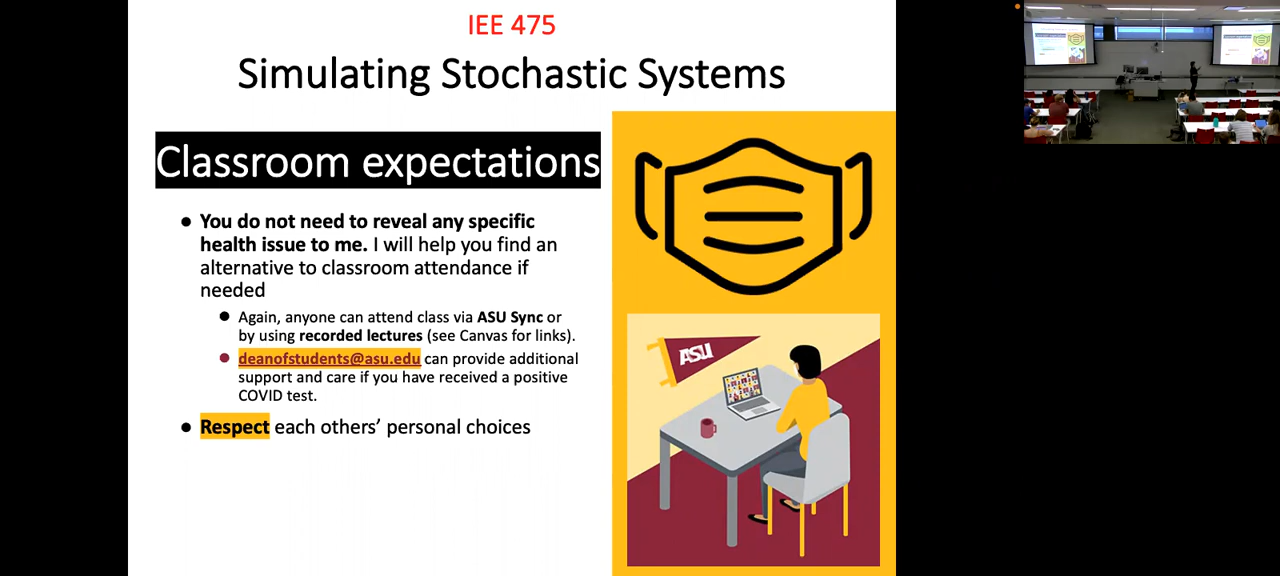 IEE 475
Simulating Stochastic Systems
Classroom expectations
● You do not need to reveal any specific
health issue to me. I will help you find an
alternative to classroom attendance if
needed
● Again, anyone can attend class via ASU Sync or
by using recorded lectures (see Canvas for links).
● deanofstudents@asu.edu can provide additional
support and care if you have received a positive
COVID test.
● Respect each others’ personal choices
ASU